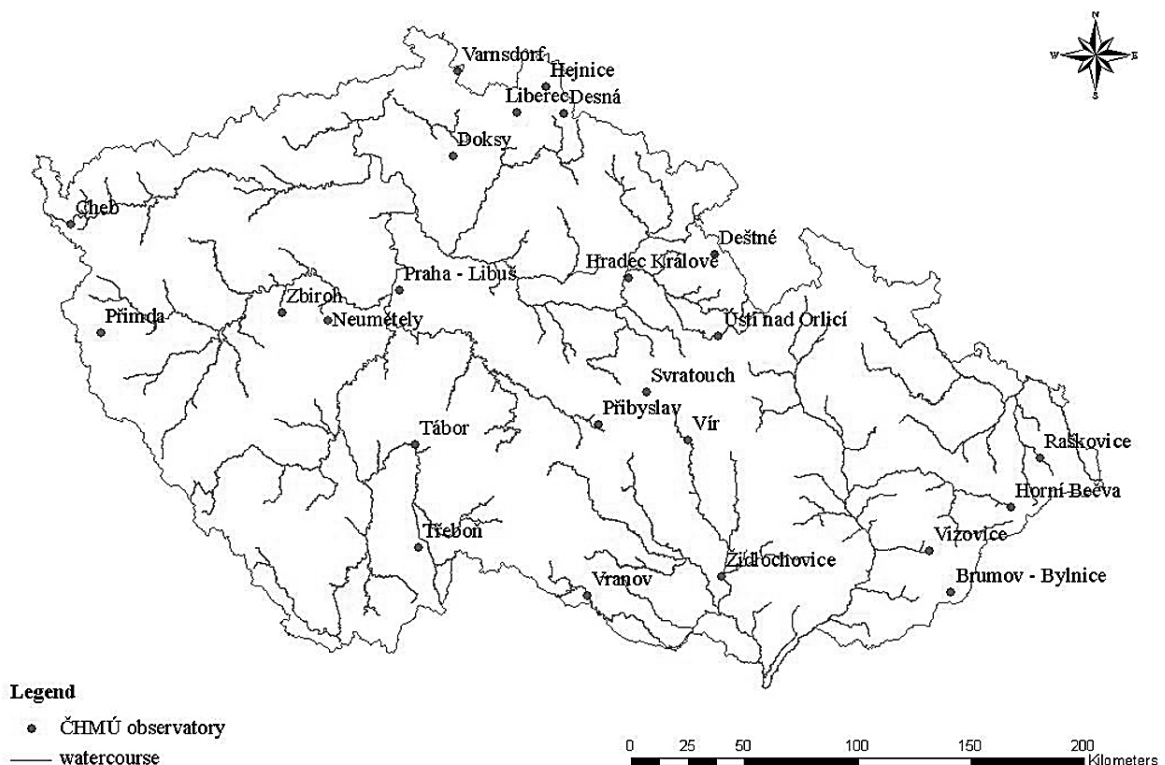 N
W E
S
Varnsdorf
Hejnice
Liberec
Desná
Doksy
Cheb
Deštné
Hradec Králové
Praha - Libuš
Zbiroh
Přimda
Neumětely
Ústí nad Orlicí
Svratouch
Přibyslav
Vír
Tábor
Raškovice
Horní Bečva
Třeboň
Vizovice
Židrochovice
Vranov
Brumov - Bylnice
Legend
ČHMÚ observatory
watercourse
0 25 50 100 150 200
Kilometers